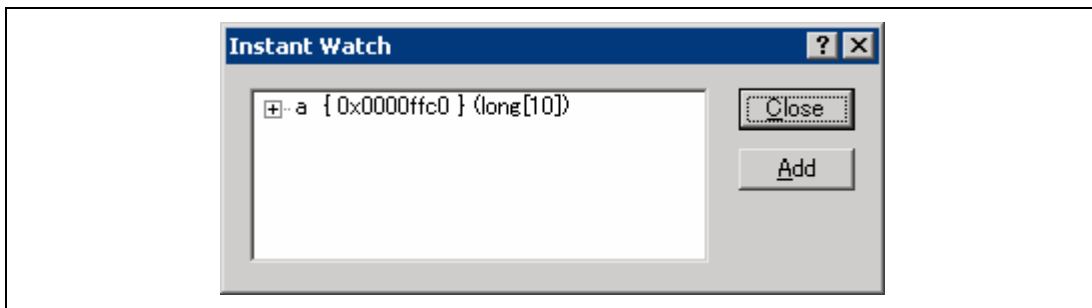 Instant Watch
a { 0x0000ffc0 } (long[10])
Close
Add